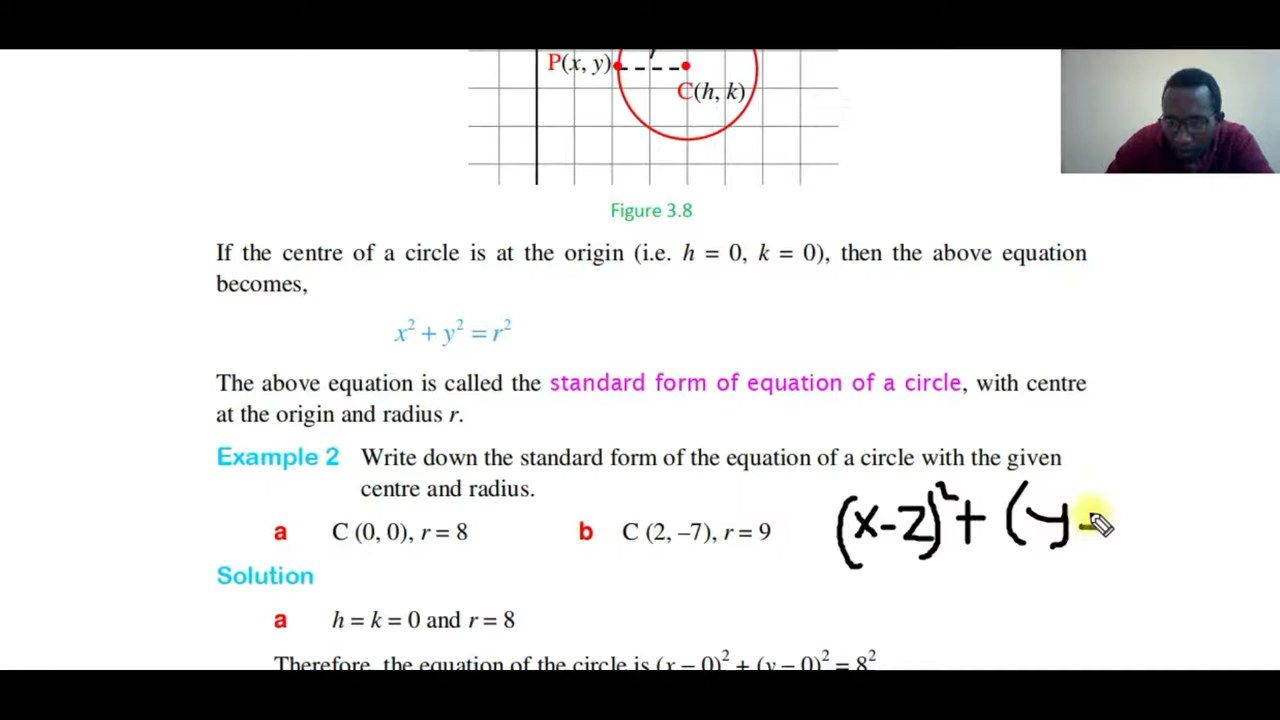 P(x, y)
C(h, k)
Figure 3.8
If the centre of a circle is at the origin (i.e. h = 0, k = 0), then the above equation
becomes,
x² + y² = r²
The above equation is called the standard form of equation of a circle, with centre
at the origin and radius r.
Example 2 Write down the standard form of the equation of a circle with the given
centre and radius.
a C (0, 0), r = 8 b C (2, –7), r = 9 (x-2)² + (y -
Solution
a h = k = 0 and r = 8
Therefore, the equation of the circle is (x – 0)² + (y – 0)² = 8²